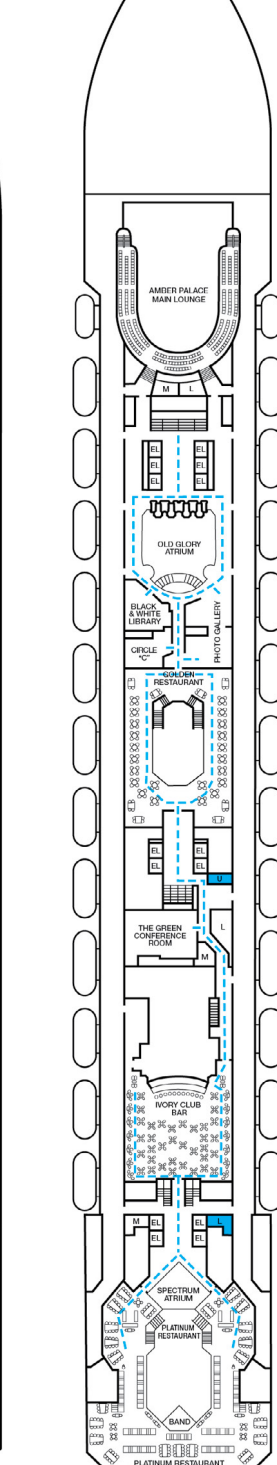 AMBER PALACE
MAIN LOUNGE
M L
EL EL
EL EL
EL EL
OLD GLORY
ATRIUM
BLACK
& WHITE
LIBRARY
PHOTO GALLERY
CIRCLE
"C"
GOLDEN
RESTAURANT
EL EL
EL EL
U
THE GREEN
CONFERENCE
ROOM
L
M
IVORY CLUB
BAR
M EL EL L
EL EL
SPECTRUM
ATRIUM
PLATINUM
RESTAURANT
BAND
PLATINUM RESTAURANT